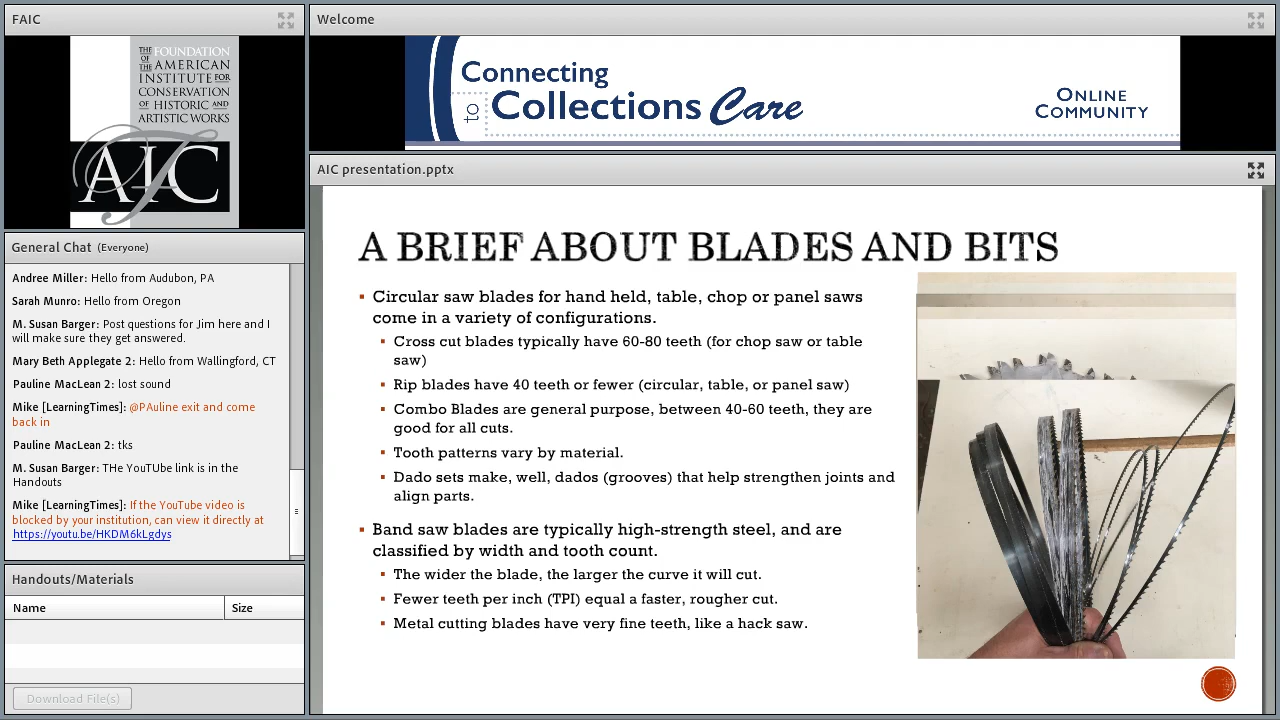 FAIC
THE FOUNDATION
OF THE AMERICAN
INSTITUTE FOR
CONSERVATION
OF HISTORIC AND
ARTISTIC WORKS
AIC
Welcome
Connecting
to Collections Care
ONLINE
COMMUNITY
General Chat (Everyone)
Andree Miller: Hello from Audubon, PA
Sarah Munro: Hello from Oregon
M. Susan Barger: Post questions for Jim here and I
will make sure they get answered.
Mary Beth Applegate 2: Hello from Wallingford, CT
Pauline MacLean 2: lost sound
Mike [LearningTimes]: @PAuline exit and come
back in
Pauline MacLean 2: tks
M. Susan Barger: THe YouTUbe link is in the
Handouts
Mike [LearningTimes]: If the YouTube video is
blocked by your institution, can view it directly at
https://youtu.be/HKDM6kLgdys
Handouts/Materials
Name Size
Download File(s)
AIC presentation.pptx
A BRIEF ABOUT BLADES AND BITS
Circular saw blades for hand held, table, chop or panel saws
come in a variety of configurations.
Cross cut blades typically have 60-80 teeth (for chop saw or table
saw)
Rip blades have 40 teeth or fewer (circular, table, or panel saw)
Combo Blades are general purpose, between 40-60 teeth, they are
good for all cuts.
Tooth patterns vary by material.
Dado sets make, well, dados (grooves) that help strengthen joints and
align parts.
Band saw blades are typically high-strength steel, and are
classified by width and tooth count.
The wider the blade, the larger the curve it will cut.
Fewer teeth per inch (TPI) equal a faster, rougher cut.
Metal cutting blades have very fine teeth, like a hack saw.